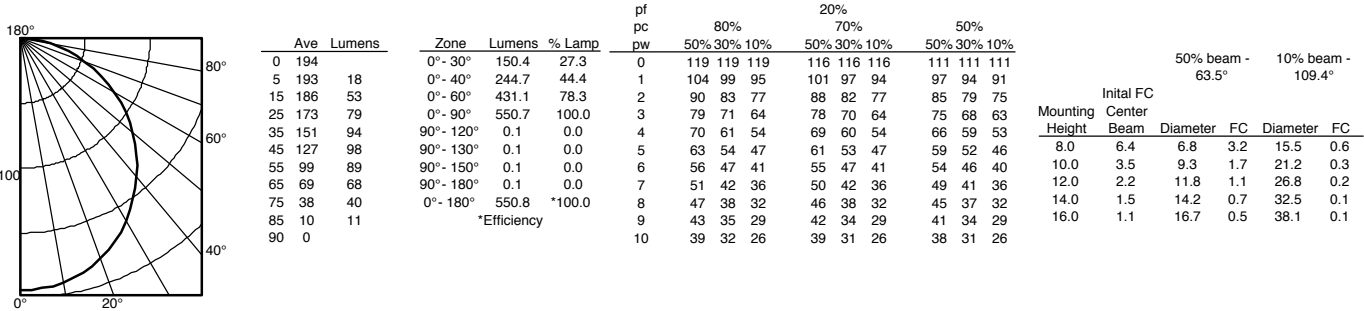 180°
80°
60°
100
40°
0° 20°
Ave Lumens
0 194
5 193 18
15 186 53
25 173 79
35 151 94
45 127 98
55 99 89
65 69 68
75 38 40
85 10 11
90 0
Zone Lumens % Lamp
0°- 30° 150.4 27.3
0°- 40° 244.7 44.4
0°- 60° 431.1 78.3
0°- 90° 550.7 100.0
90°- 120° 0.1 0.0
90°- 130° 0.1 0.0
90°- 150° 0.1 0.0
90°- 180° 0.1 0.0
0°- 180° 550.8 *100.0
*Efficiency
pf 20%
pc 80% 70% 50%
pw 50% 30% 10% 50% 30% 10% 50% 30% 10%
0 119 119 119 116 116 116 111 111 111
1 104 99 95 101 97 94 97 94 91
2 90 83 77 88 82 77 85 79 75
3 79 71 64 78 70 64 75 68 63
4 70 61 54 69 60 54 66 59 53
5 63 54 47 61 53 47 59 52 46
6 56 47 41 55 47 41 54 46 40
7 51 42 36 50 42 36 49 41 36
8 47 38 32 46 38 32 45 37 32
9 43 35 29 42 34 29 41 34 29
10 39 32 26 39 31 26 38 31 26
50% beam - 10% beam -
63.5° 109.4°
Inital FC
Mounting Center
Height Beam Diameter FC Diameter FC
8.0 6.4 6.8 3.2 15.5 0.6
10.0 3.5 9.3 1.7 21.2 0.3
12.0 2.2 11.8 1.1 26.8 0.2
14.0 1.5 14.2 0.7 32.5 0.1
16.0 1.1 16.7 0.5 38.1 0.1